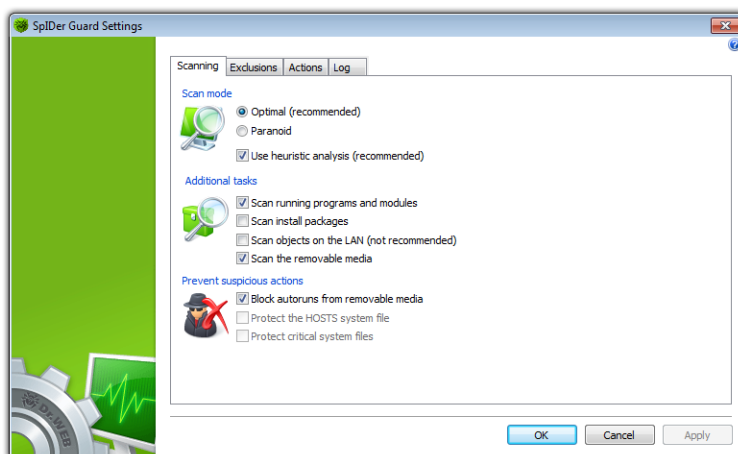 SpIDer Guard Settings
Scanning Exclusions Actions Log
Scan mode
Optimal (recommended)
Paranoid
Use heuristic analysis (recommended)
Additional tasks
Scan running programs and modules
Scan install packages
Scan objects on the LAN (not recommended)
Scan the removable media
Prevent suspicious actions
Block autoruns from removable media
Protect the HOSTS system file
Protect critical system files
Dr.WEB
OK Cancel Apply